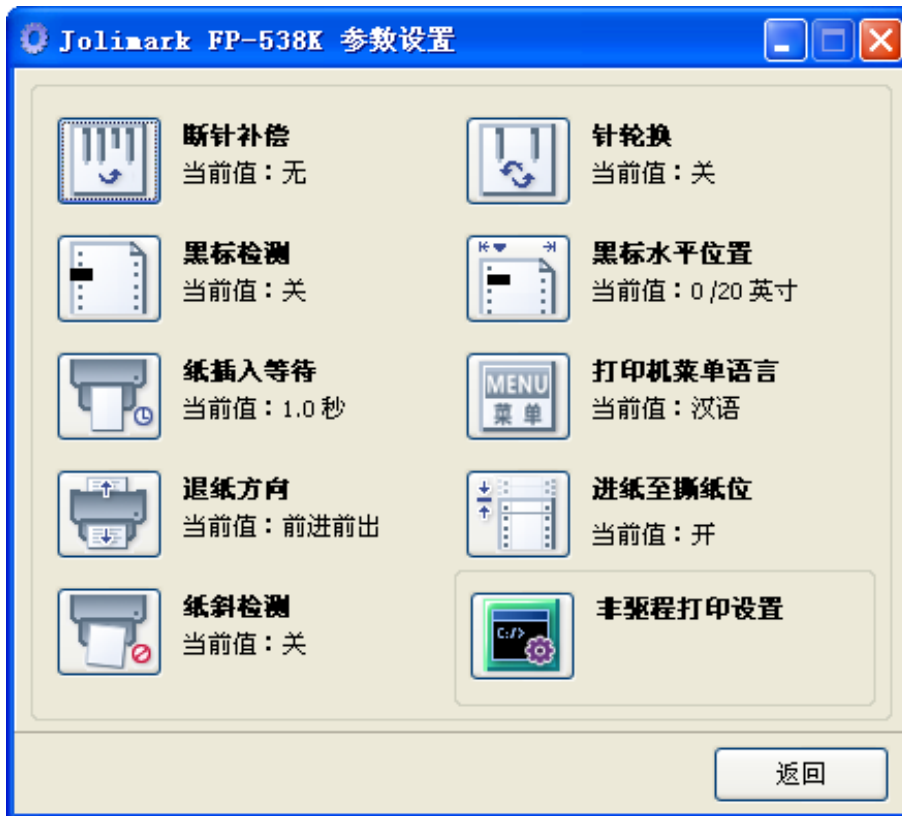 Jolimark FP-538K 参数设置
断针补偿
当前值：无
针轮换
当前值：关
黑标检测
当前值：关
黑标水平位置
当前值：0 /20 英寸
纸插入等待
当前值：1.0 秒
MENU
菜单
打印机菜单语言
当前值：汉语
退纸方向
当前值：前进前出
进纸至撕纸位
当前值：开
纸斜检测
当前值：关
C:/>
非驱程打印设置
返回